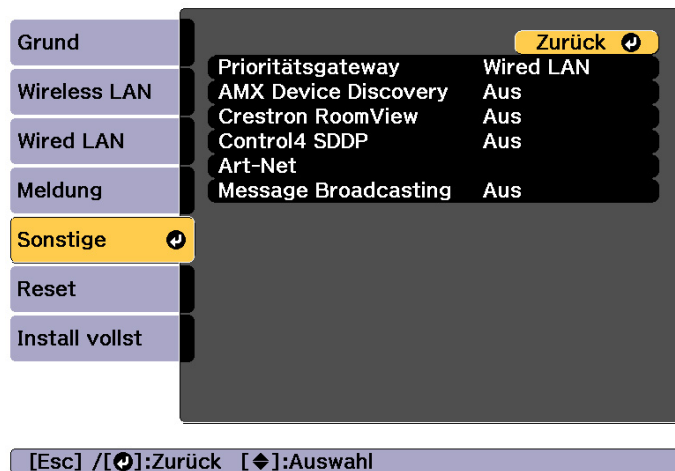 Grund
Wireless LAN
Wired LAN
Meldung
Sonstige
Reset
Install vollst
Zurück
Prioritätsgateway Wired LAN
AMX Device Discovery Aus
Crestron RoomView Aus
Control4 SDDP Aus
Art-Net
Message Broadcasting Aus
[Esc] /[⏎]:Zurück [◆]:Auswahl